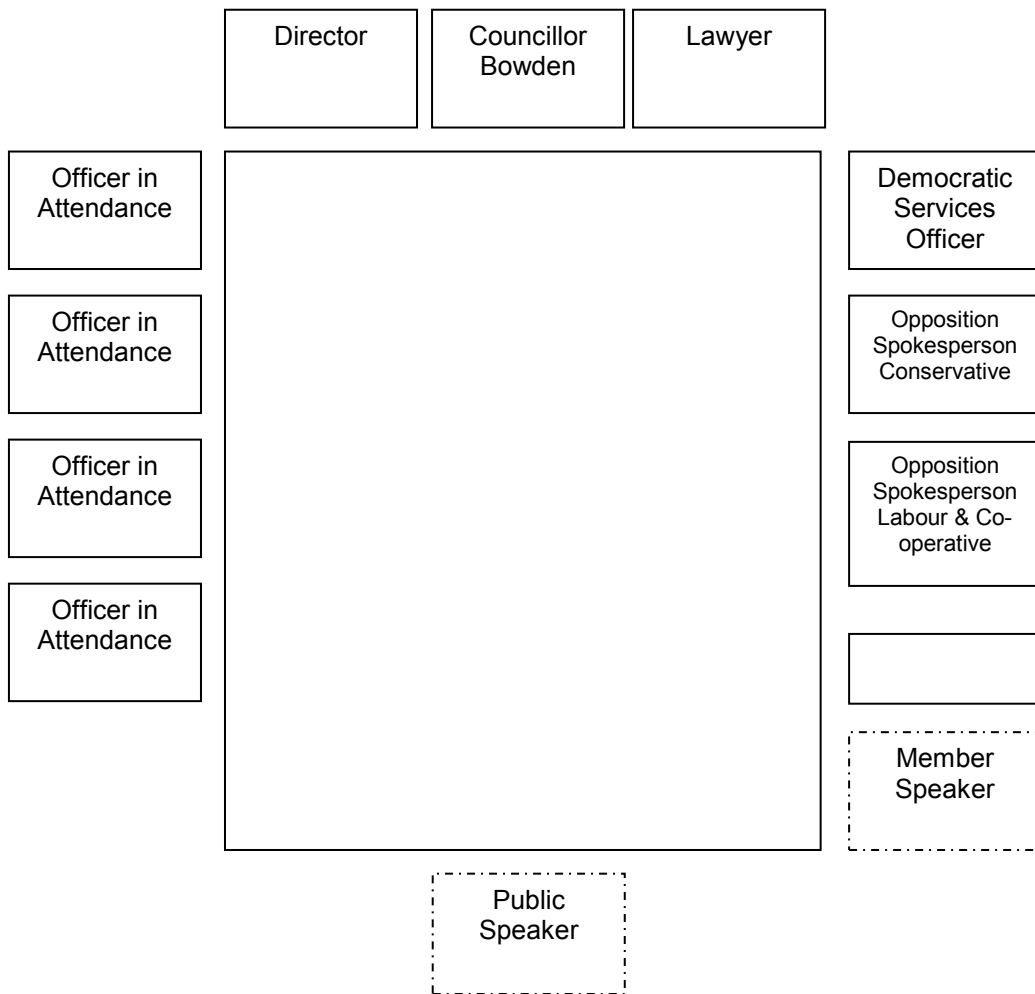 Director
Councillor
Bowden
Lawyer
Officer in
Attendance
Democratic
Services
Officer
Officer in
Attendance
Opposition
Spokesperson
Conservative
Officer in
Attendance
Opposition
Spokesperson
Labour & Co-
operative
Officer in
Attendance
Member
Speaker
Public
Speaker